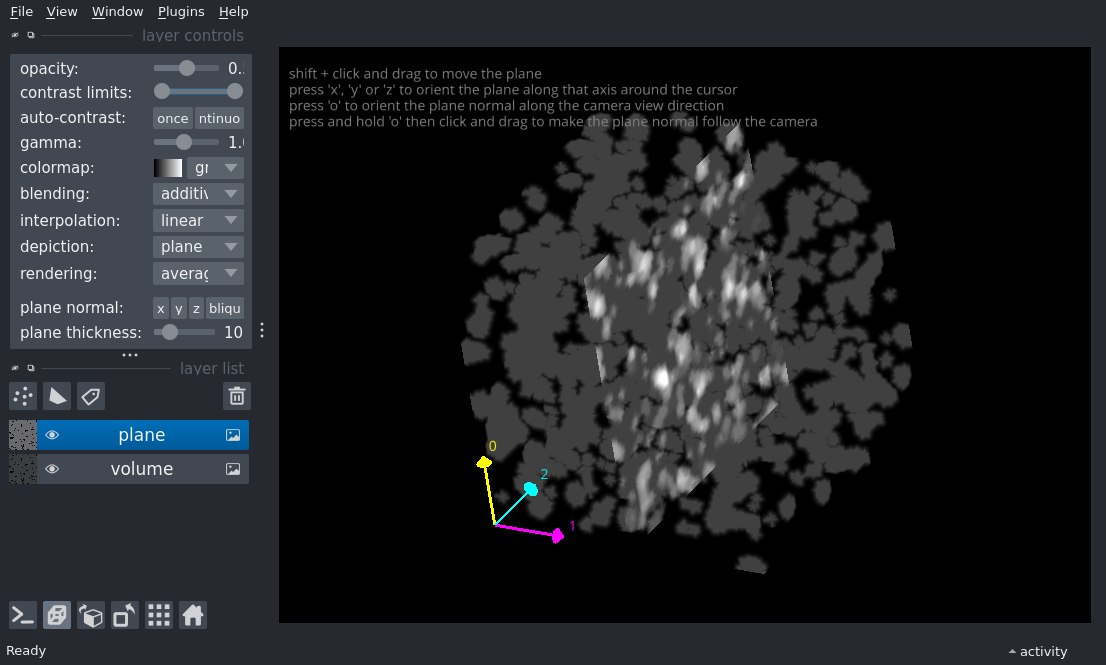 File View Window Plugins Help
layer controls
opacity: 0.
contrast limits:
auto-contrast: once ntinuo
gamma: 1.
colormap: gr
blending: additiv
interpolation: linear
depiction: plane
rendering: averag
plane normal: x y z bliqu
plane thickness: 10
layer list
plane
volume
Ready
shift + click and drag to move the plane
press 'x', 'y' or 'z' to orient the plane along that axis around the cursor
press 'o' to orient the plane normal along the camera view direction
press and hold 'o' then click and drag to make the plane normal follow the camera
0
2
1
activity